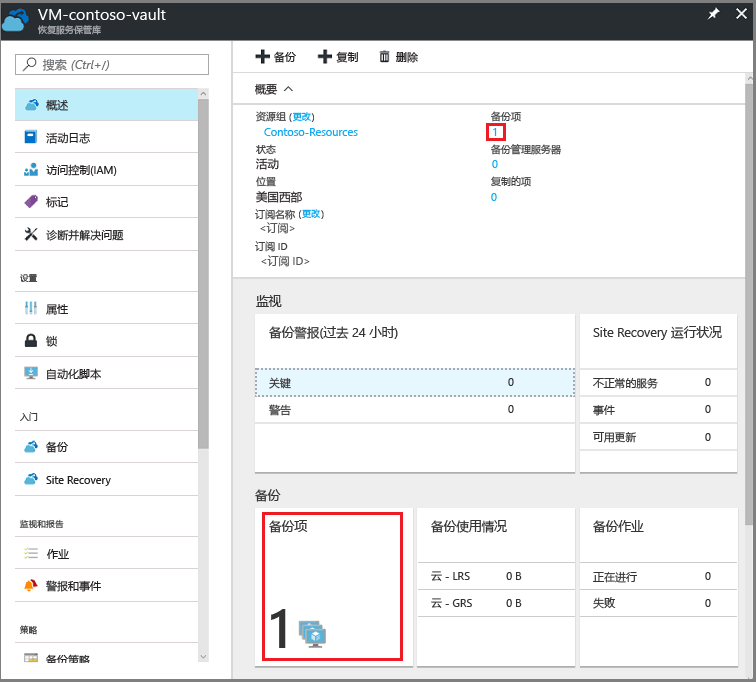 VM-contoso-vault
恢复服务保管库
搜索 (Ctrl+/)
概述
活动日志
访问控制(IAM)
标记
诊断并解决问题
设置
属性
锁
自动化脚本
入门
备份
Site Recovery
监视和报告
作业
警报和事件
策略
备份策略
备份 复制 删除
概要
资源组 (更改)
Contoso-Resources
状态
活动
位置
美国西部
订阅名称 (更改)
<订阅>
订阅 ID
<订阅 ID>
备份项
1
备份管理服务器
0
复制的项
0
监视
备份警报(过去 24 小时)
关键 0
警告 0
Site Recovery 运行状况
不正常的服务 0
事件 0
可用更新 0
备份
备份项
1
备份使用情况
云 - LRS 0 B
云 - GRS 0 B
备份作业
正在进行 0
失败 0